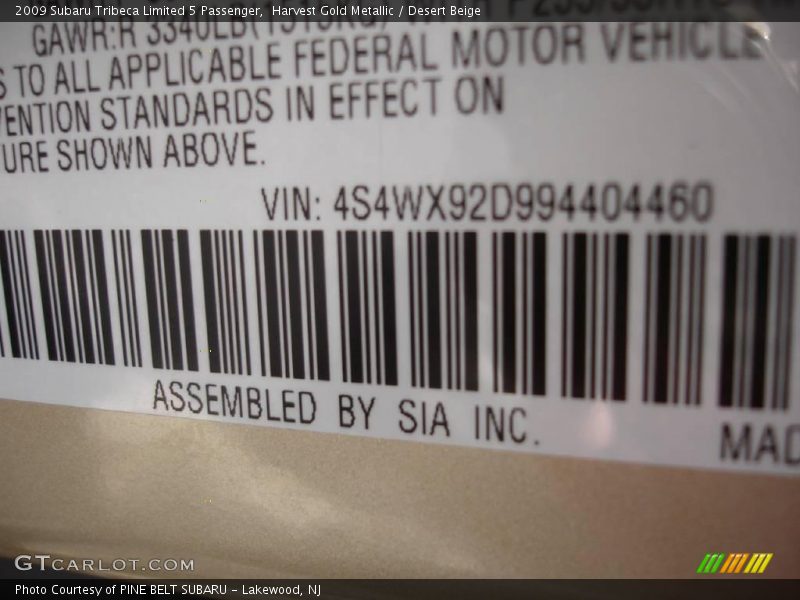 2009 Subaru Tribeca Limited 5 Passenger, Harvest Gold Metallic / Desert Beige
GAWR:R 3340LB
S TO ALL APPLICABLE FEDERAL MOTOR VEHICLE
VENTION STANDARDS IN EFFECT ON
URE SHOWN ABOVE.
VIN: 4S4WX92D994404460
ASSEMBLED BY SIA INC.
MAD
GTCARLOT.COM
Photo Courtesy of PINE BELT SUBARU - Lakewood, NJ